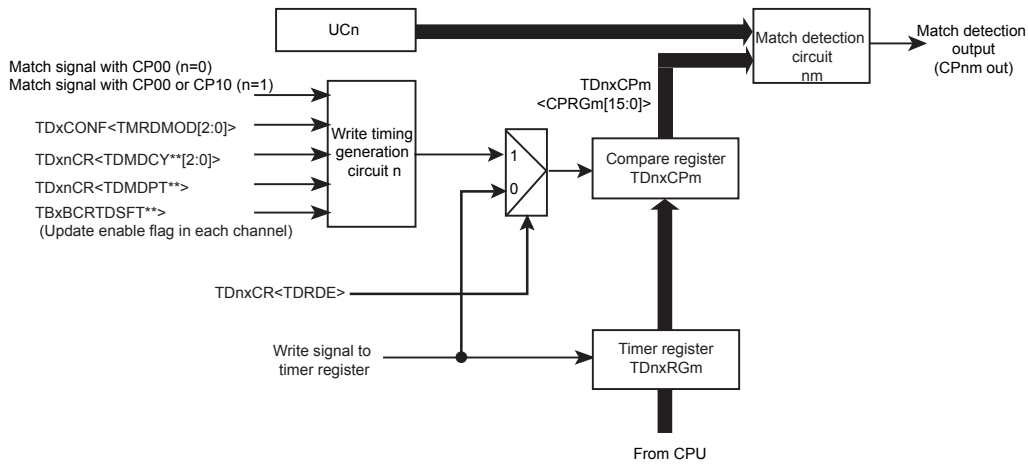 UCn
Match detection
circuit
nm
Match detection
output
(CPnm out)
Match signal with CP00 (n=0)
Match signal with CP00 or CP10 (n=1)
TDxCONF<TMRDMOD[2:0]>
TDxnCR<TDMDCY**[2:0]>
TDxnCR<TDMDPT**>
TBxBCRTDSFT**>
(Update enable flag in each channel)
Write timing
generation
circuit n
TDnxCPm
<CPRGm[15:0]>
1
0
Compare register
TDnxCPm
TDnxCR<TDRDE>
Write signal to
timer register
Timer register
TDnxRGm
From CPU